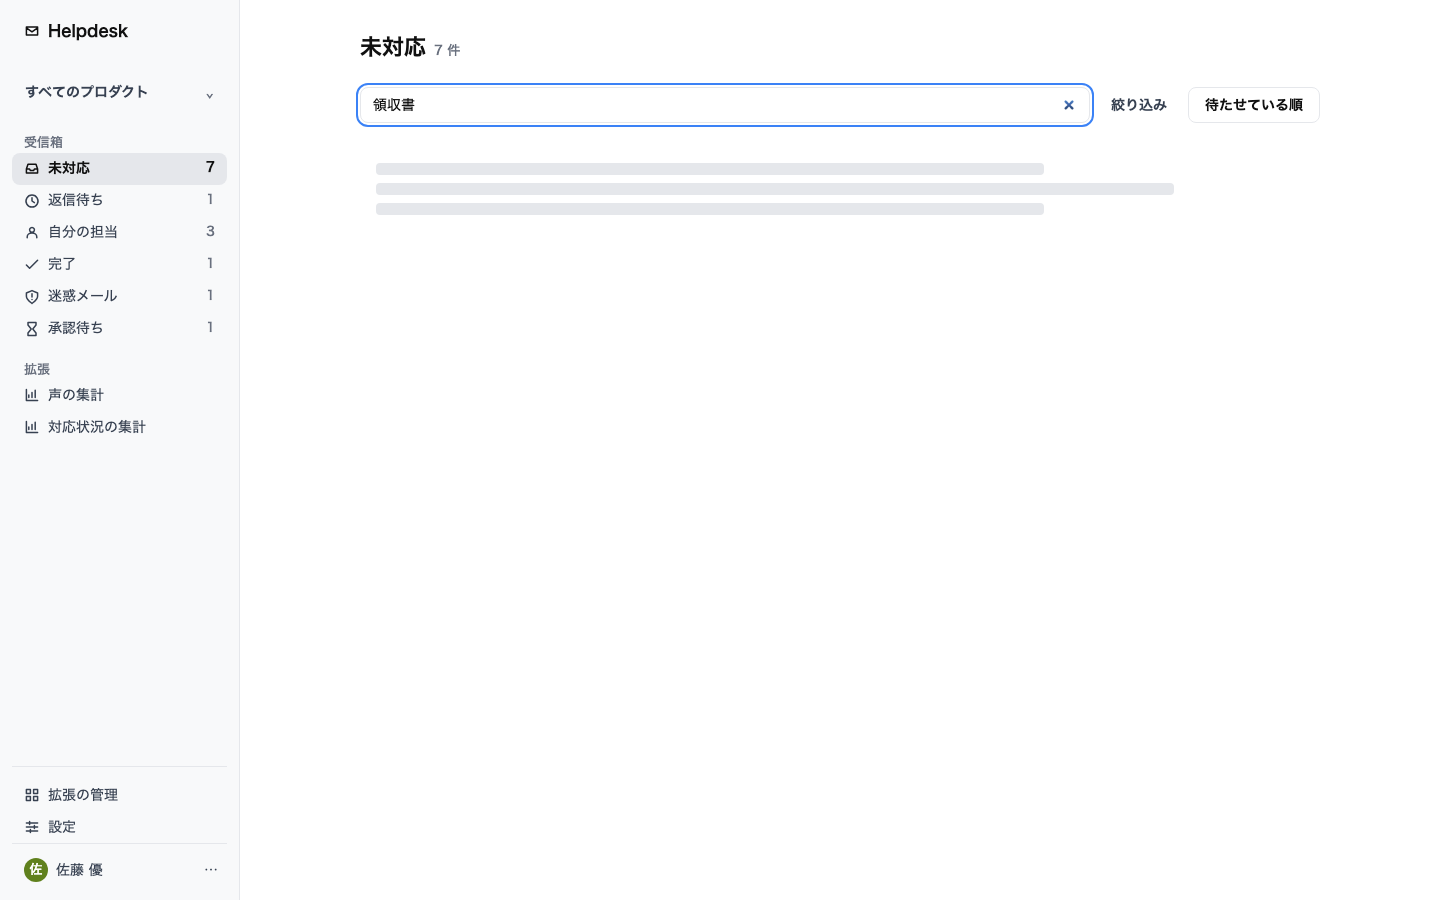 Helpdesk
すべてのプロダクト
受信箱
未対応 7
返信待ち 1
自分の担当 3
完了 1
迷惑メール 1
承認待ち 1
拡張
声の集計
対応状況の集計
拡張の管理
設定
佐 佐藤 優 …
未対応 7 件
領収書
絞り込み
待たせている順